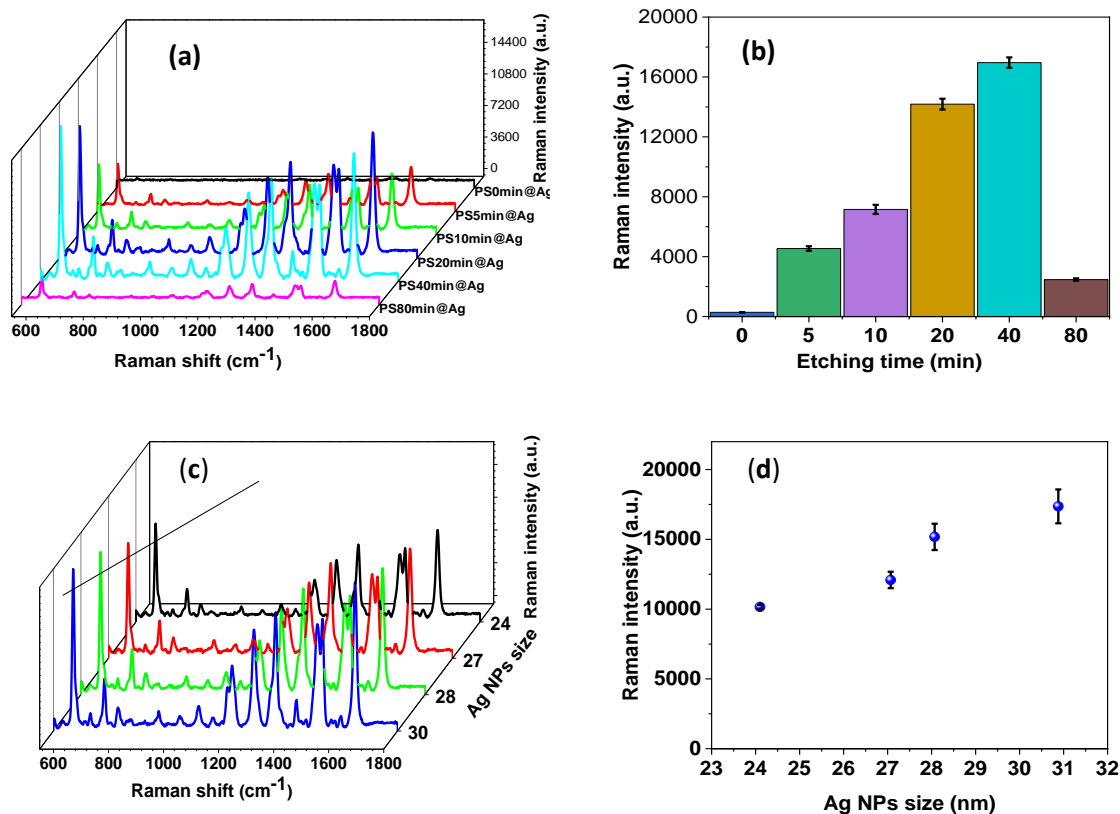 (a)
Raman intensity (a.u.)
14400
10800
7200
3600
0
PS0min@Ag
PS5min@Ag
PS10min@Ag
PS20min@Ag
PS40min@Ag
PS80min@Ag
600 800 1000 1200 1400 1600 1800
Raman shift (cm-1)
(b)
Raman intensity (a.u.)
20000
16000
12000
8000
4000
0
0 5 10 20 40 80
Etching time (min)
(c)
Raman intensity (a.u.)
24
27
28
30
Ag NPs size
600 800 1000 1200 1400 1600 1800
Raman shift (cm-1)
(d)
Raman intensity (a.u.)
20000
15000
10000
5000
0
23 24 25 26 27 28 29 30 31 32
Ag NPs size (nm)